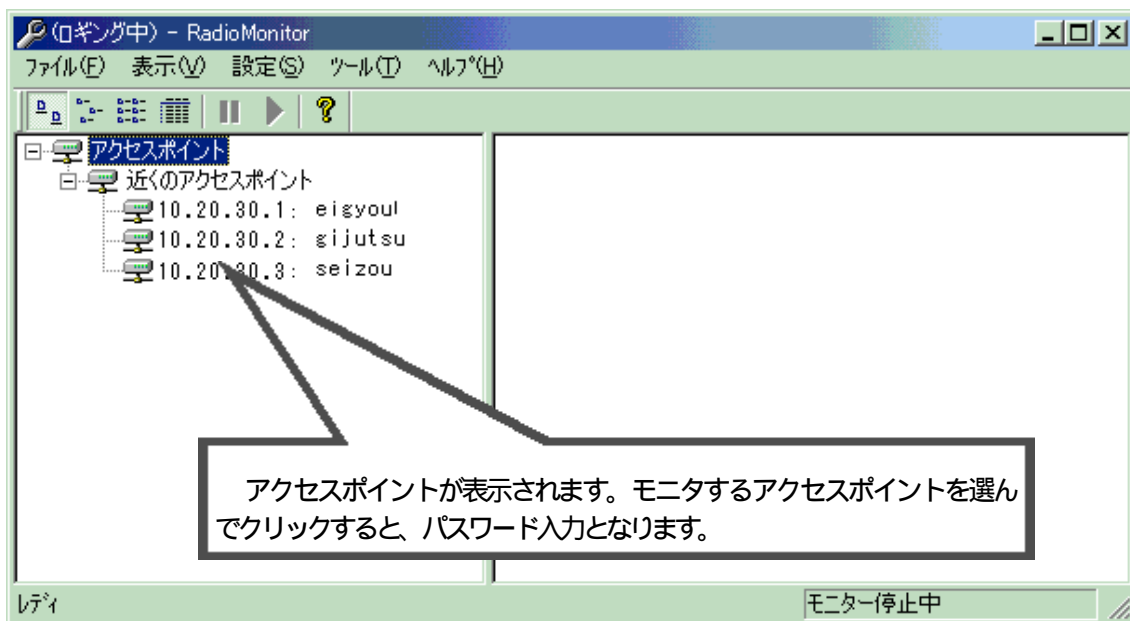 (ロギング中) - RadioMonitor
ファイル(F) 表示(V) 設定(S) ツール(T) ヘルプ(H)
アクセスポイント
近くのアクセスポイント
10.20.30.1: eigyou1
10.20.30.2: gijutsu
10.20.30.3: seizou
アクセスポイントが表示されます。モニタするアクセスポイントを選ん
でクリックすると、パスワード入力となります。
レディ
モニター停止中